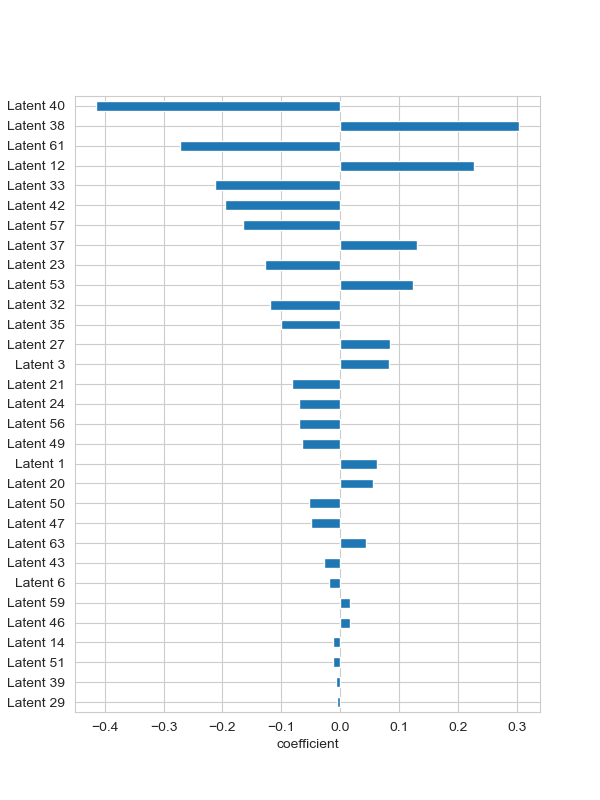 Latent 40
Latent 38
Latent 61
Latent 12
Latent 33
Latent 42
Latent 57
Latent 37
Latent 23
Latent 53
Latent 32
Latent 35
Latent 27
Latent 3
Latent 21
Latent 24
Latent 56
Latent 49
Latent 1
Latent 20
Latent 50
Latent 47
Latent 63
Latent 43
Latent 6
Latent 59
Latent 46
Latent 14
Latent 51
Latent 39
Latent 29
−0.4 −0.3 −0.2 −0.1 0.0 0.1 0.2 0.3
coefficient